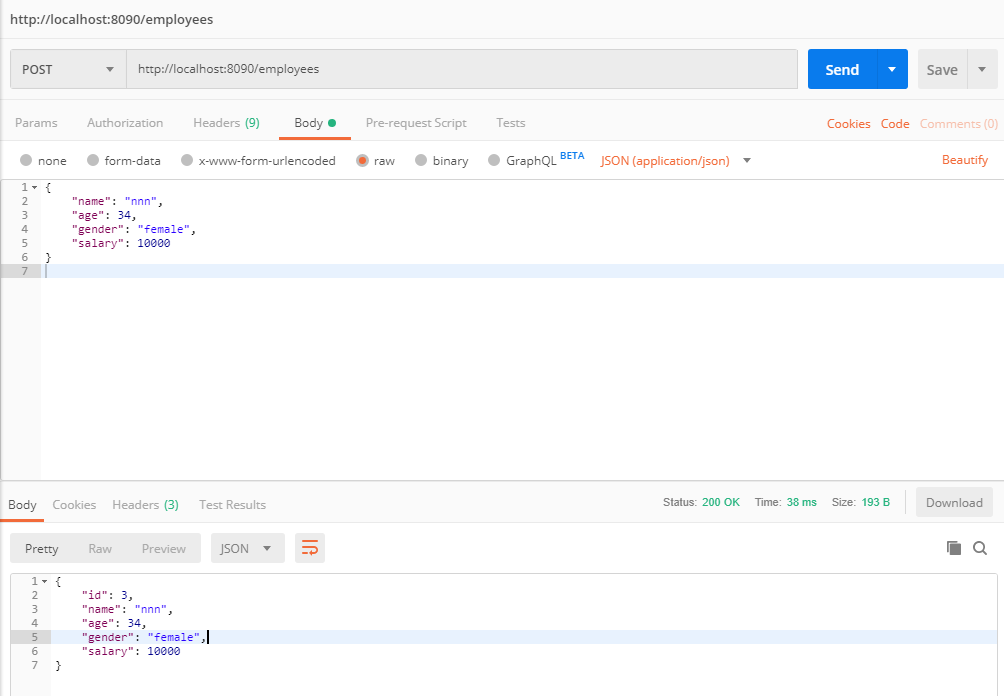 http://localhost:8090/employees
POST http://localhost:8090/employees Send Save
Params Authorization Headers (9) Body Pre-request Script Tests Cookies Code Comments (0)
none form-data x-www-form-urlencoded raw binary GraphQL BETA JSON (application/json) Beautify
1 {
2 "name": "nnn",
3 "age": 34,
4 "gender": "female",
5 "salary": 10000
6 }
7
Body Cookies Headers (3) Test Results Status: 200 OK Time: 38 ms Size: 193 B Download
Pretty Raw Preview JSON
1 {
2 "id": 3,
3 "name": "nnn",
4 "age": 34,
5 "gender": "female",
6 "salary": 10000
7 }